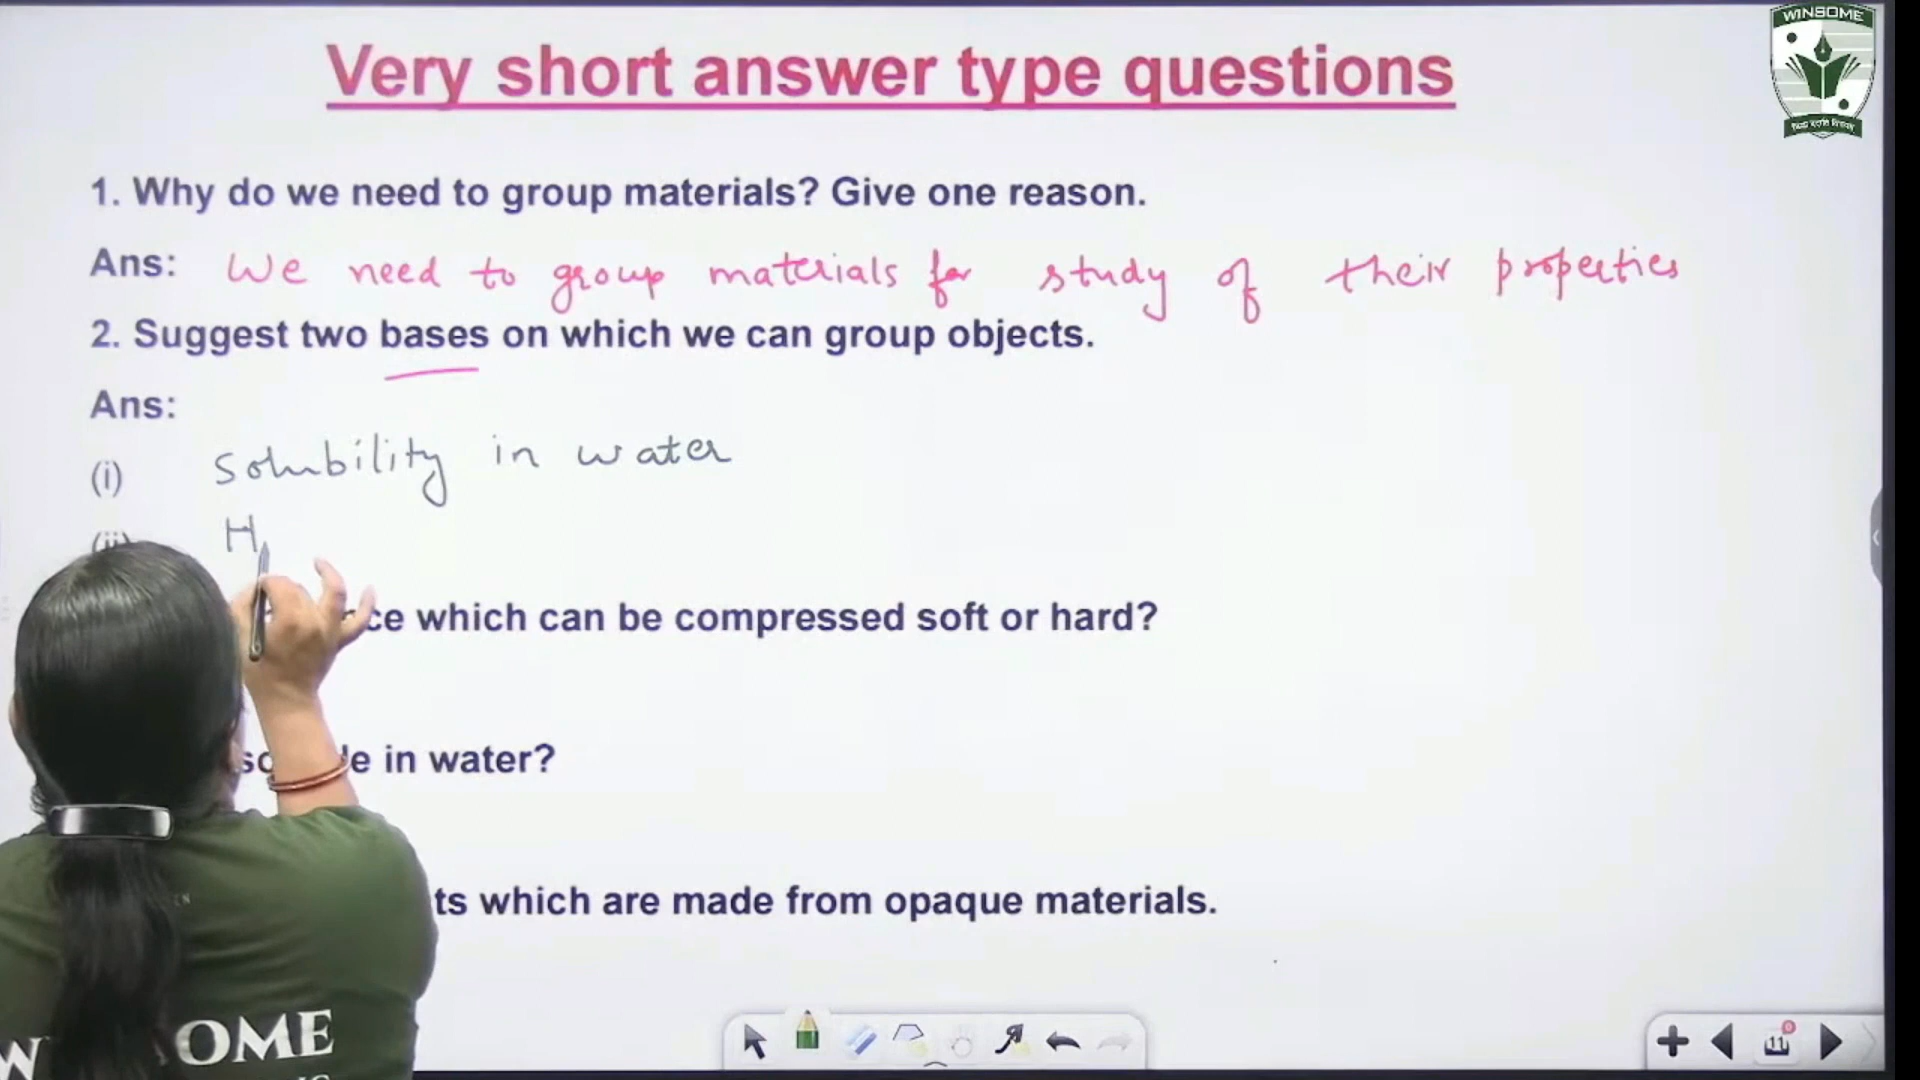 WINSOME
Very short answer type questions
1. Why do we need to group materials? Give one reason.
Ans: We need to group materials for study of their properties
2. Suggest two bases on which we can group objects.
Ans:
(i) Solubility in water
H
which can be compressed soft or hard?
in water?
which are made from opaque materials.
OME
11